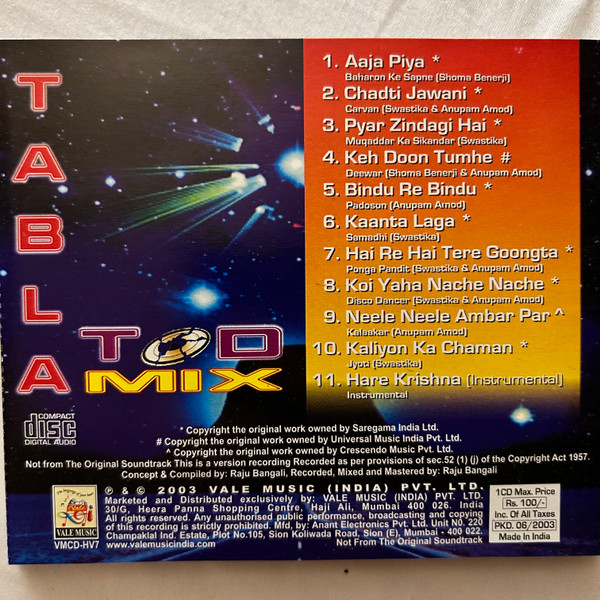 TABLA
T D
MIX
1. Aaja Piya *
Baharon Ke Sapne (Shoma Benerji)
2. Chadti Jawani *
Carvan (Swastika & Anupam Amod)
3. Pyar Zindagi Hai *
Muqaddar Ka Sikandar (Swastika)
4. Keh Doon Tumhe #
Deewar (Shoma Benerji & Anupam Amod)
5. Bindu Re Bindu *
Padoson (Anupam Amod)
6. Kaanta Laga *
Samadhi (Swastika)
7. Hai Re Hai Tere Goongta *
Ponga Pandit (Swastika & Anupam Amod)
8. Koi Yaha Nache Nache *
Disco Dancer (Swastika & Anupam Amod)
9. Neele Neele Ambar Par ^
Kalaakar (Anupam Amod)
10. Kaliyon Ka Chaman *
Jyoti (Swastika)
11. Hare Krishna (Instrumental)
Instrumental
COMPACT
disc
DIGITAL AUDIO
* Copyright the original work owned by Saregama India Ltd.
# Copyright the original work owned by Universal Music India Pvt. Ltd.
^ Copyright the original work owned by Crescendo Music Pvt. Ltd.
Not from The Original Soundtrack This is a version recording Recorded as per provisions of sec.52 (1) (j) of the Copyright Act 1957.
Concept & Compiled by: Raju Bangali, Recorded, Mixed and Mastered by: Raju Bangali
VALE MUSIC
VMCD-HV7
℗ & © 2003 VALE MUSIC (INDIA) PVT. LTD.
Marketed and Distributed exclusively by: VALE MUSIC (INDIA) PVT. LTD.
30/G, Heera Panna Shopping Centre, Haji Ali, Mumbai 400 026. India
All rights reserved. Any unauthorised public performance, broadcasting and copying
of this recording is strictly prohibited. Mfd, by: Anant Electronics Pvt. Ltd. Unit N0. 220
Champaklal Ind. Estate, Plot No.105, Sion Koliwada Road, Sion (E), Mumbai - 400 022.
www.valemusicindia.com
Not From The Original Soundtrack
1CD Max. Price
Rs. 100/-
Inc. Of All Taxes
PKD. 06/2003
Made in India